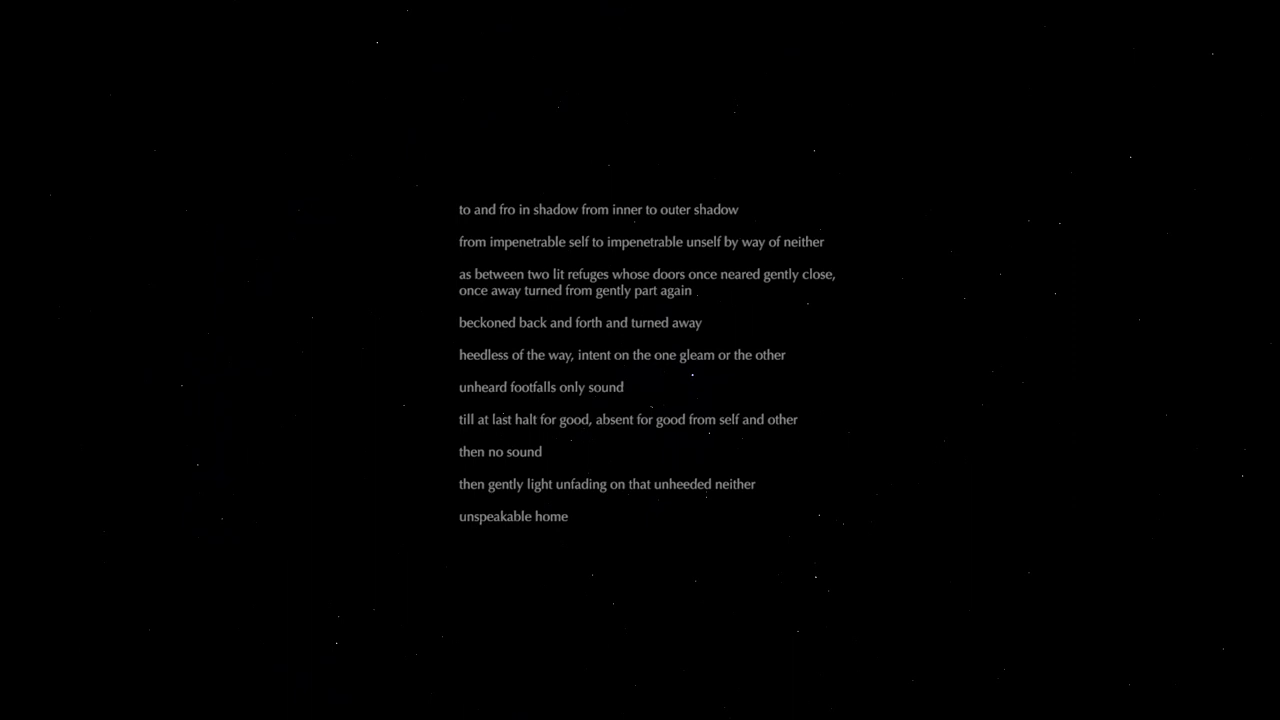 to and fro in shadow from inner to outer shadow
from impenetrable self to impenetrable unself by way of neither
as between two lit refuges whose doors once neared gently close,
once away turned from gently part again
beckoned back and forth and turned away
heedless of the way, intent on the one gleam or the other
unheard footfalls only sound
till at last halt for good, absent for good from self and other
then no sound
then gently light unfading on that unheeded neither
unspeakable home